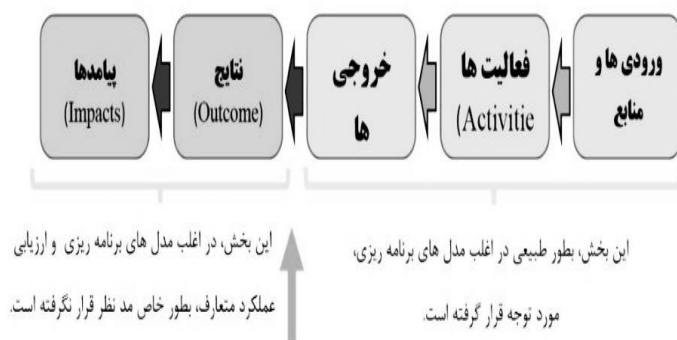 ورودی ها و
منابع
فعالیت ها
(Activitie
خروجی
ها
نتایج
(Outcome)
پیامدها
(Impacts)
این بخش، بطور طبیعی در اغلب مدل های برنامه ریزی،
مورد توجه قرار گرفته است.
این بخش، در اغلب مدل های برنامه ریزی و ارزیابی
عملکرد متعارف، بطور خاص مد نظر قرار نگرفته است.